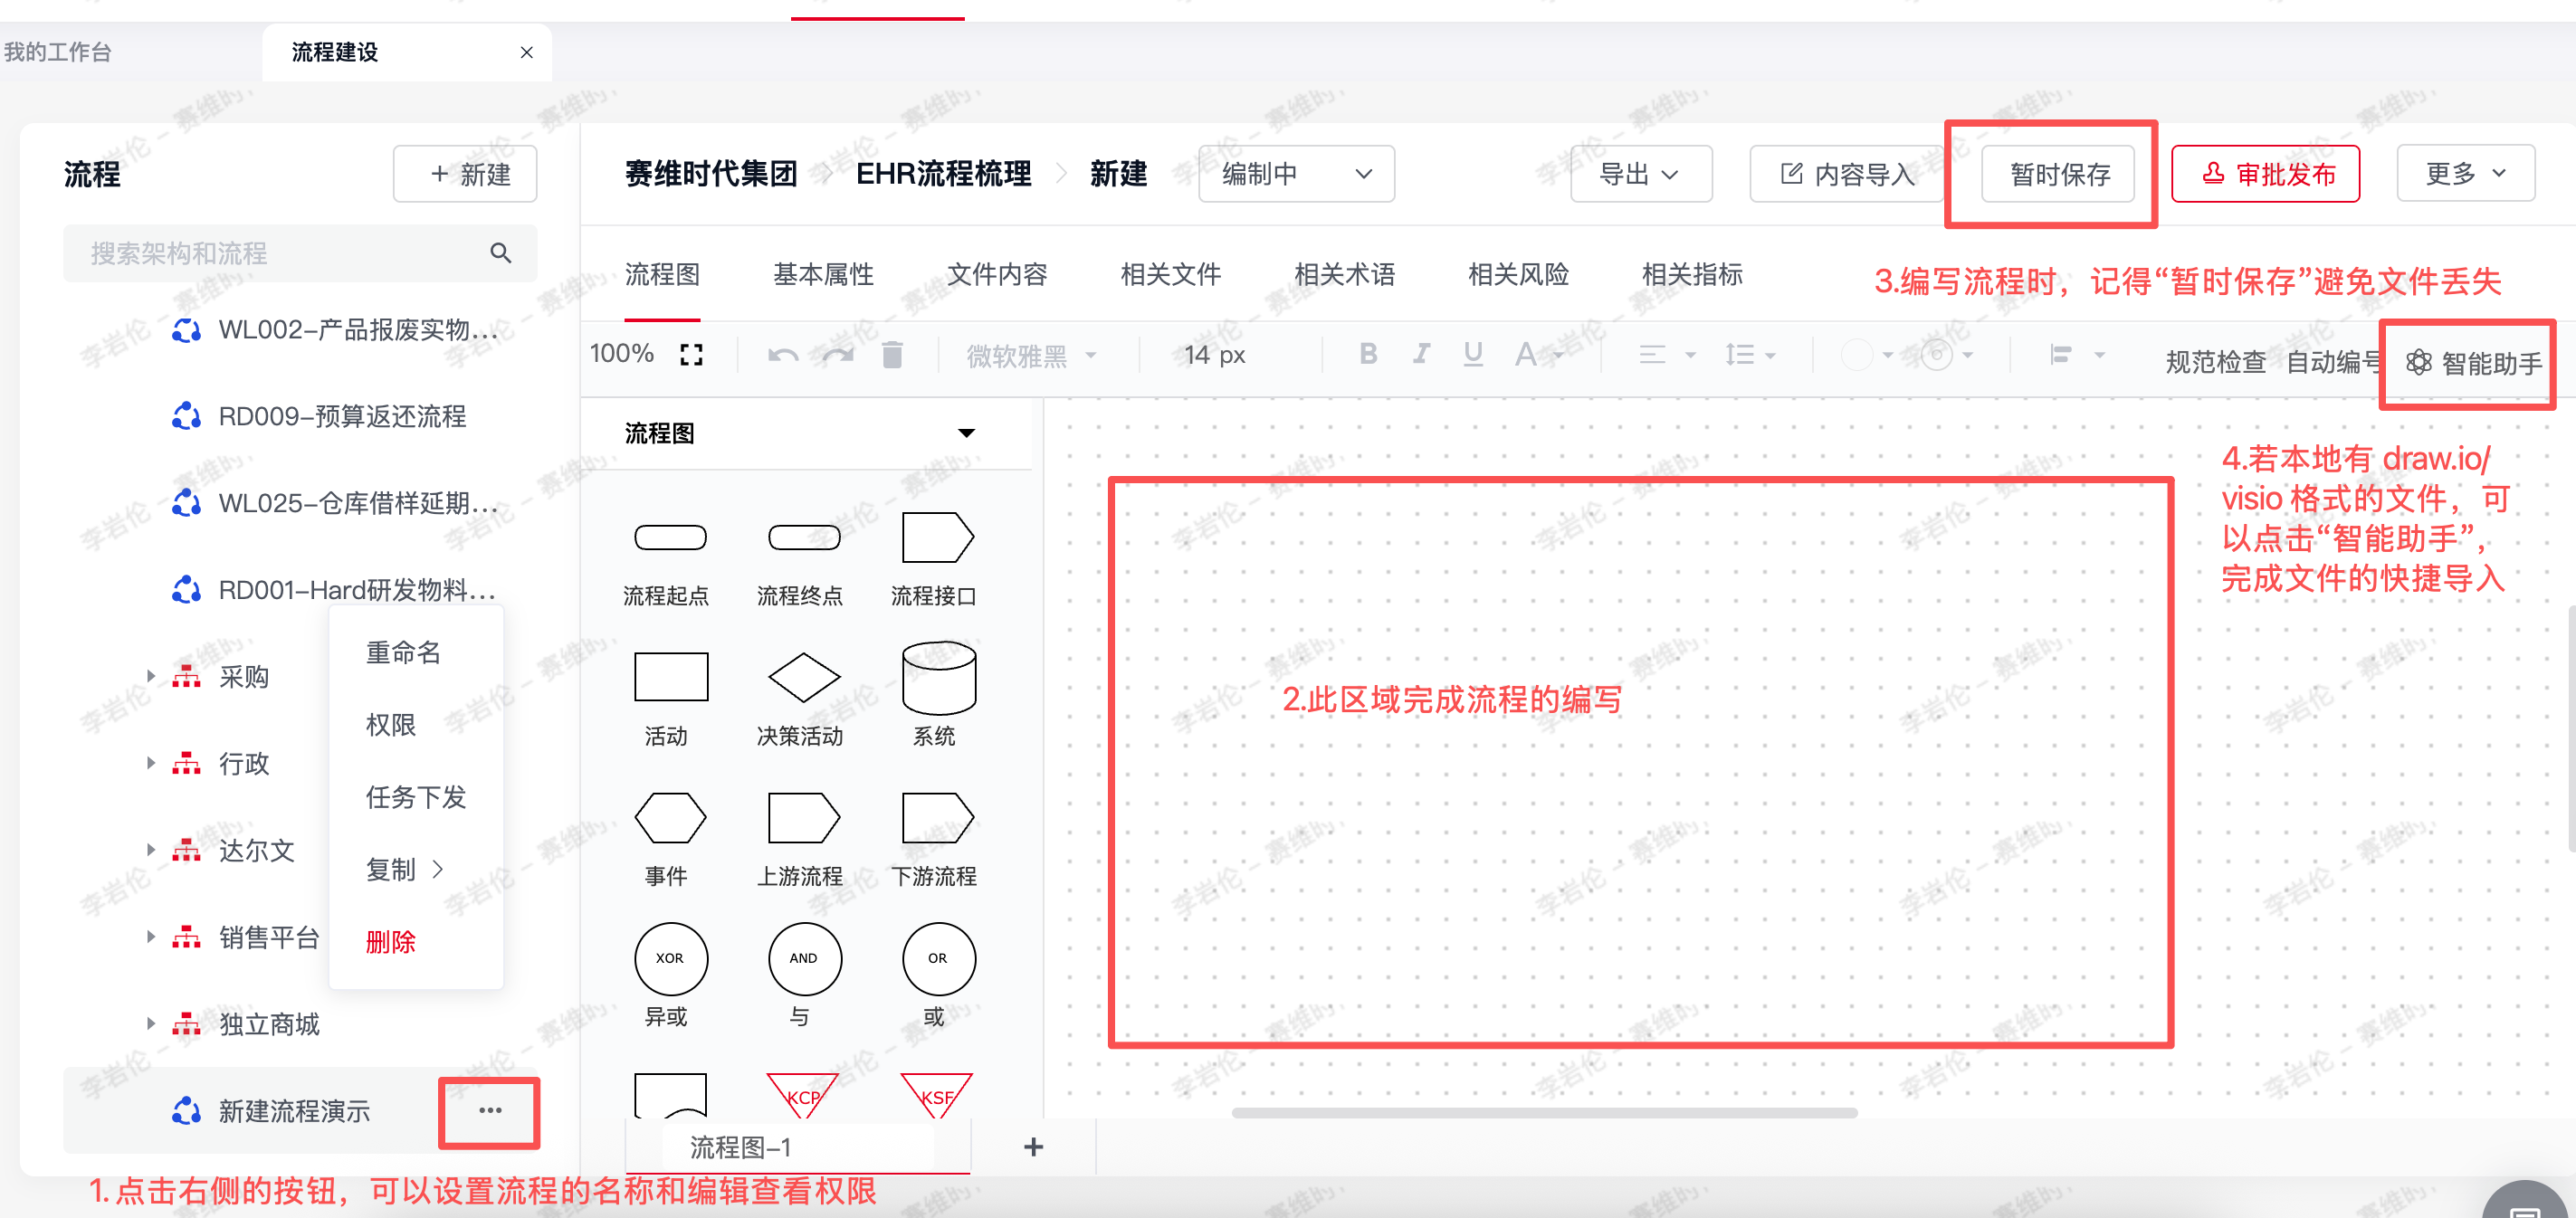 我的工作台
流程建设
流程
+ 新建
搜索架构和流程
WL002-产品报废实物...
RD009-预算返还流程
WL025-仓库借样延期...
RD001-Hard研发物料...
采购
行政
达尔文
销售平台
独立商城
新建流程演示
重命名
权限
任务下发
复制
删除
1. 点击右侧的按钮，可以设置流程的名称和编辑查看权限
赛维时代集团 EHR流程梳理 新建
编制中
导出
内容导入
暂时保存
审批发布
更多
流程图 基本属性 文件内容 相关文件 相关术语 相关风险 相关指标
3.编写流程时，记得“暂时保存”避免文件丢失
100% 微软雅黑 14 px B I U A
规范检查 自动编号 智能助手
流程图
流程起点 流程终点 流程接口
活动 决策活动 系统
事件 上游流程 下游流程
XOR AND OR
异或 与 或
KCP KSF
流程图-1
2.此区域完成流程的编写
4.若本地有 draw.io/
visio 格式的文件，可
以点击“智能助手”，
完成文件的快捷导入
李岩伦 - 赛维时,